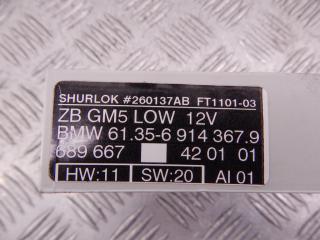 SHURLOK #260137AB FT1101-03
ZB GM5 LOW 12V
BMW 61.35-6 914 367.9
689 667 42 01 01
HW:11 SW:20 AI 01